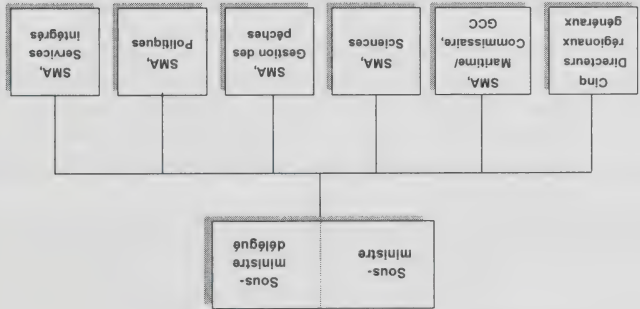 Sous-
ministre
Sous-
ministre
délégué
Cinq
Directeurs
régionaux
généraux
SMA,
Maritime/
Commissaire,
GCC
SMA,
Sciences
SMA,
Gestion des
pêches
SMA,
Politiques
SMA,
Services
intégrés